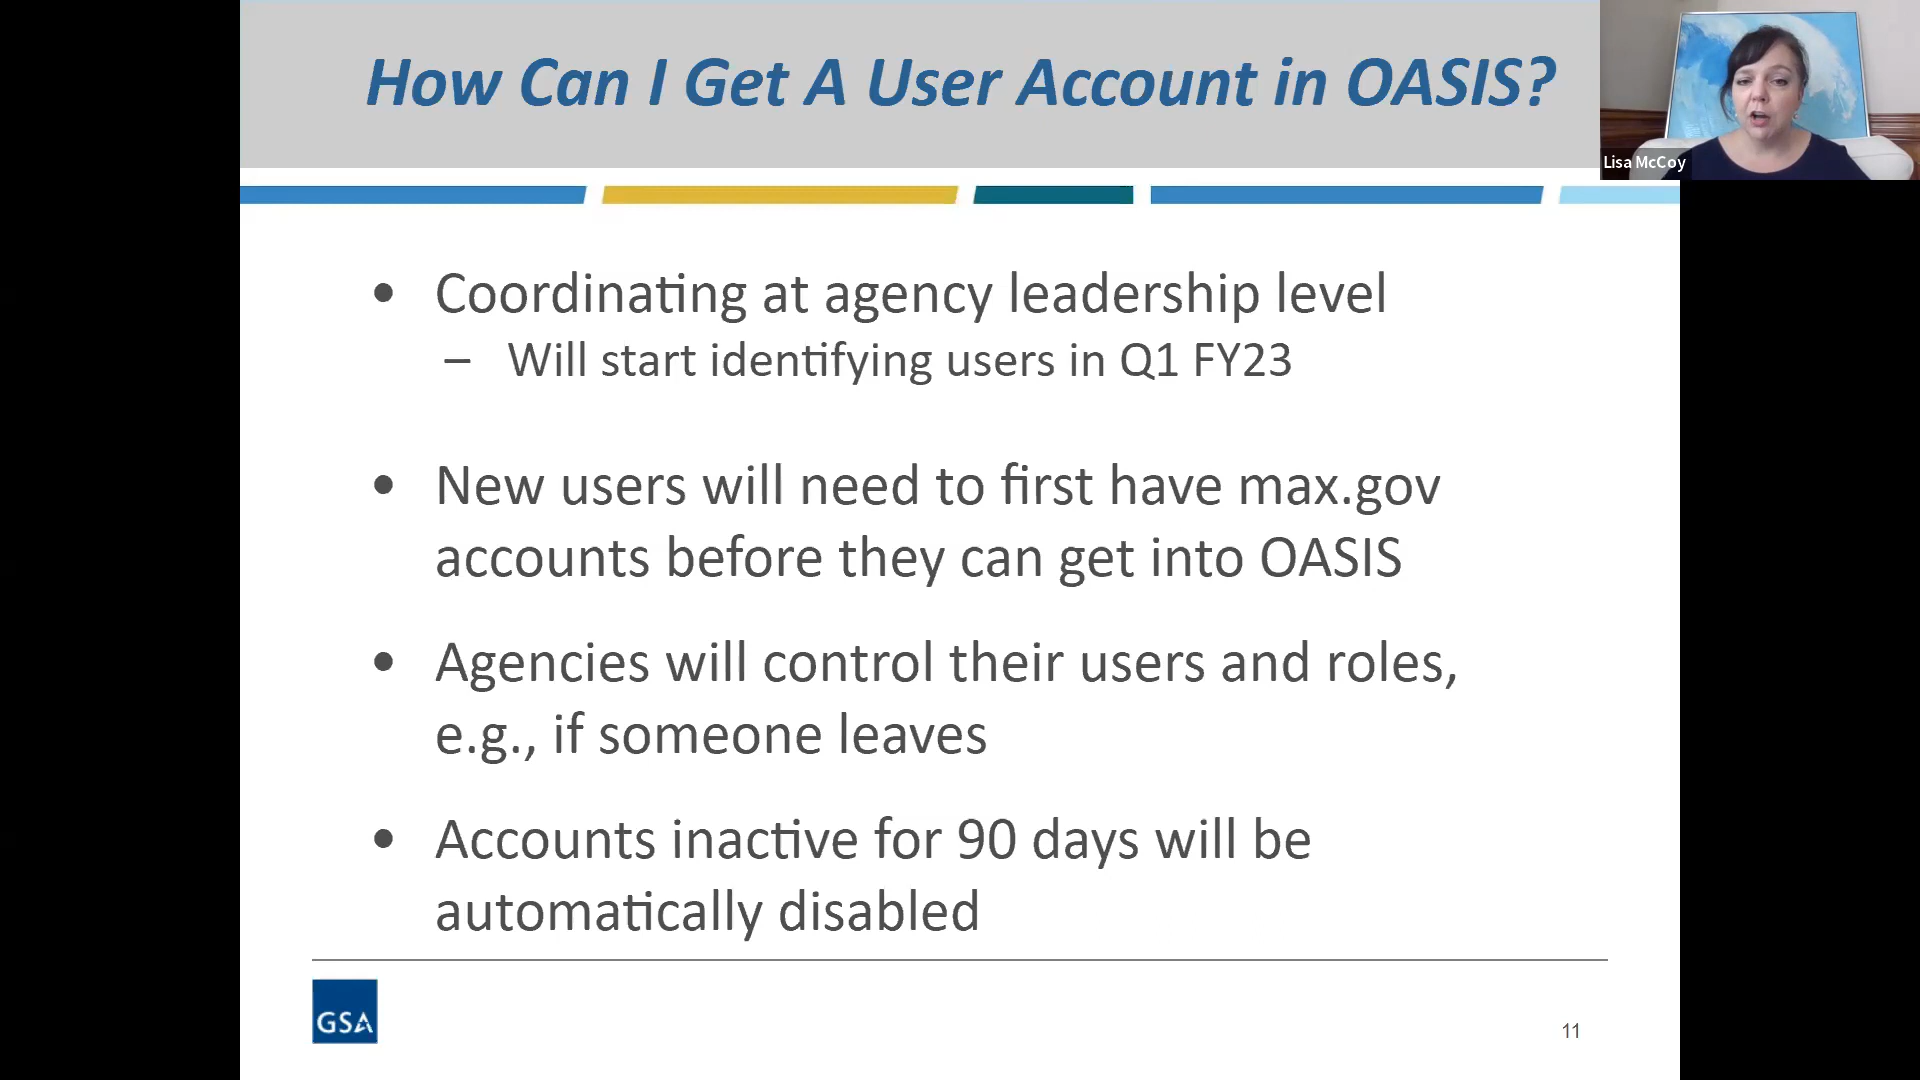 How Can I Get A User Account in OASIS?
Lisa McCoy
• Coordinating at agency leadership level
– Will start identifying users in Q1 FY23
• New users will need to first have max.gov
accounts before they can get into OASIS
• Agencies will control their users and roles,
e.g., if someone leaves
• Accounts inactive for 90 days will be
automatically disabled
GSA
11